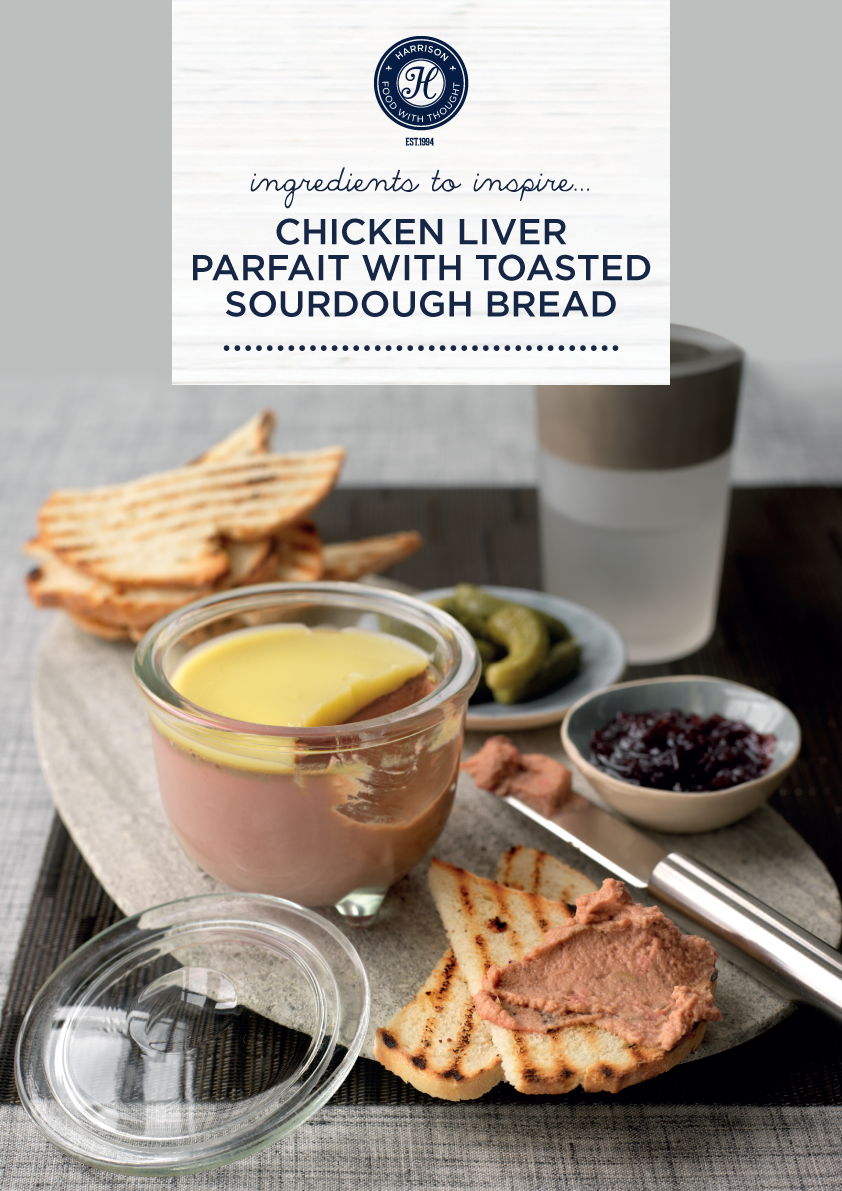 HARRISON
H
FOOD WITH THOUGHT
EST.1994
ingredients to inspire...
CHICKEN LIVER
PARFAIT WITH TOASTED
SOURDOUGH BREAD